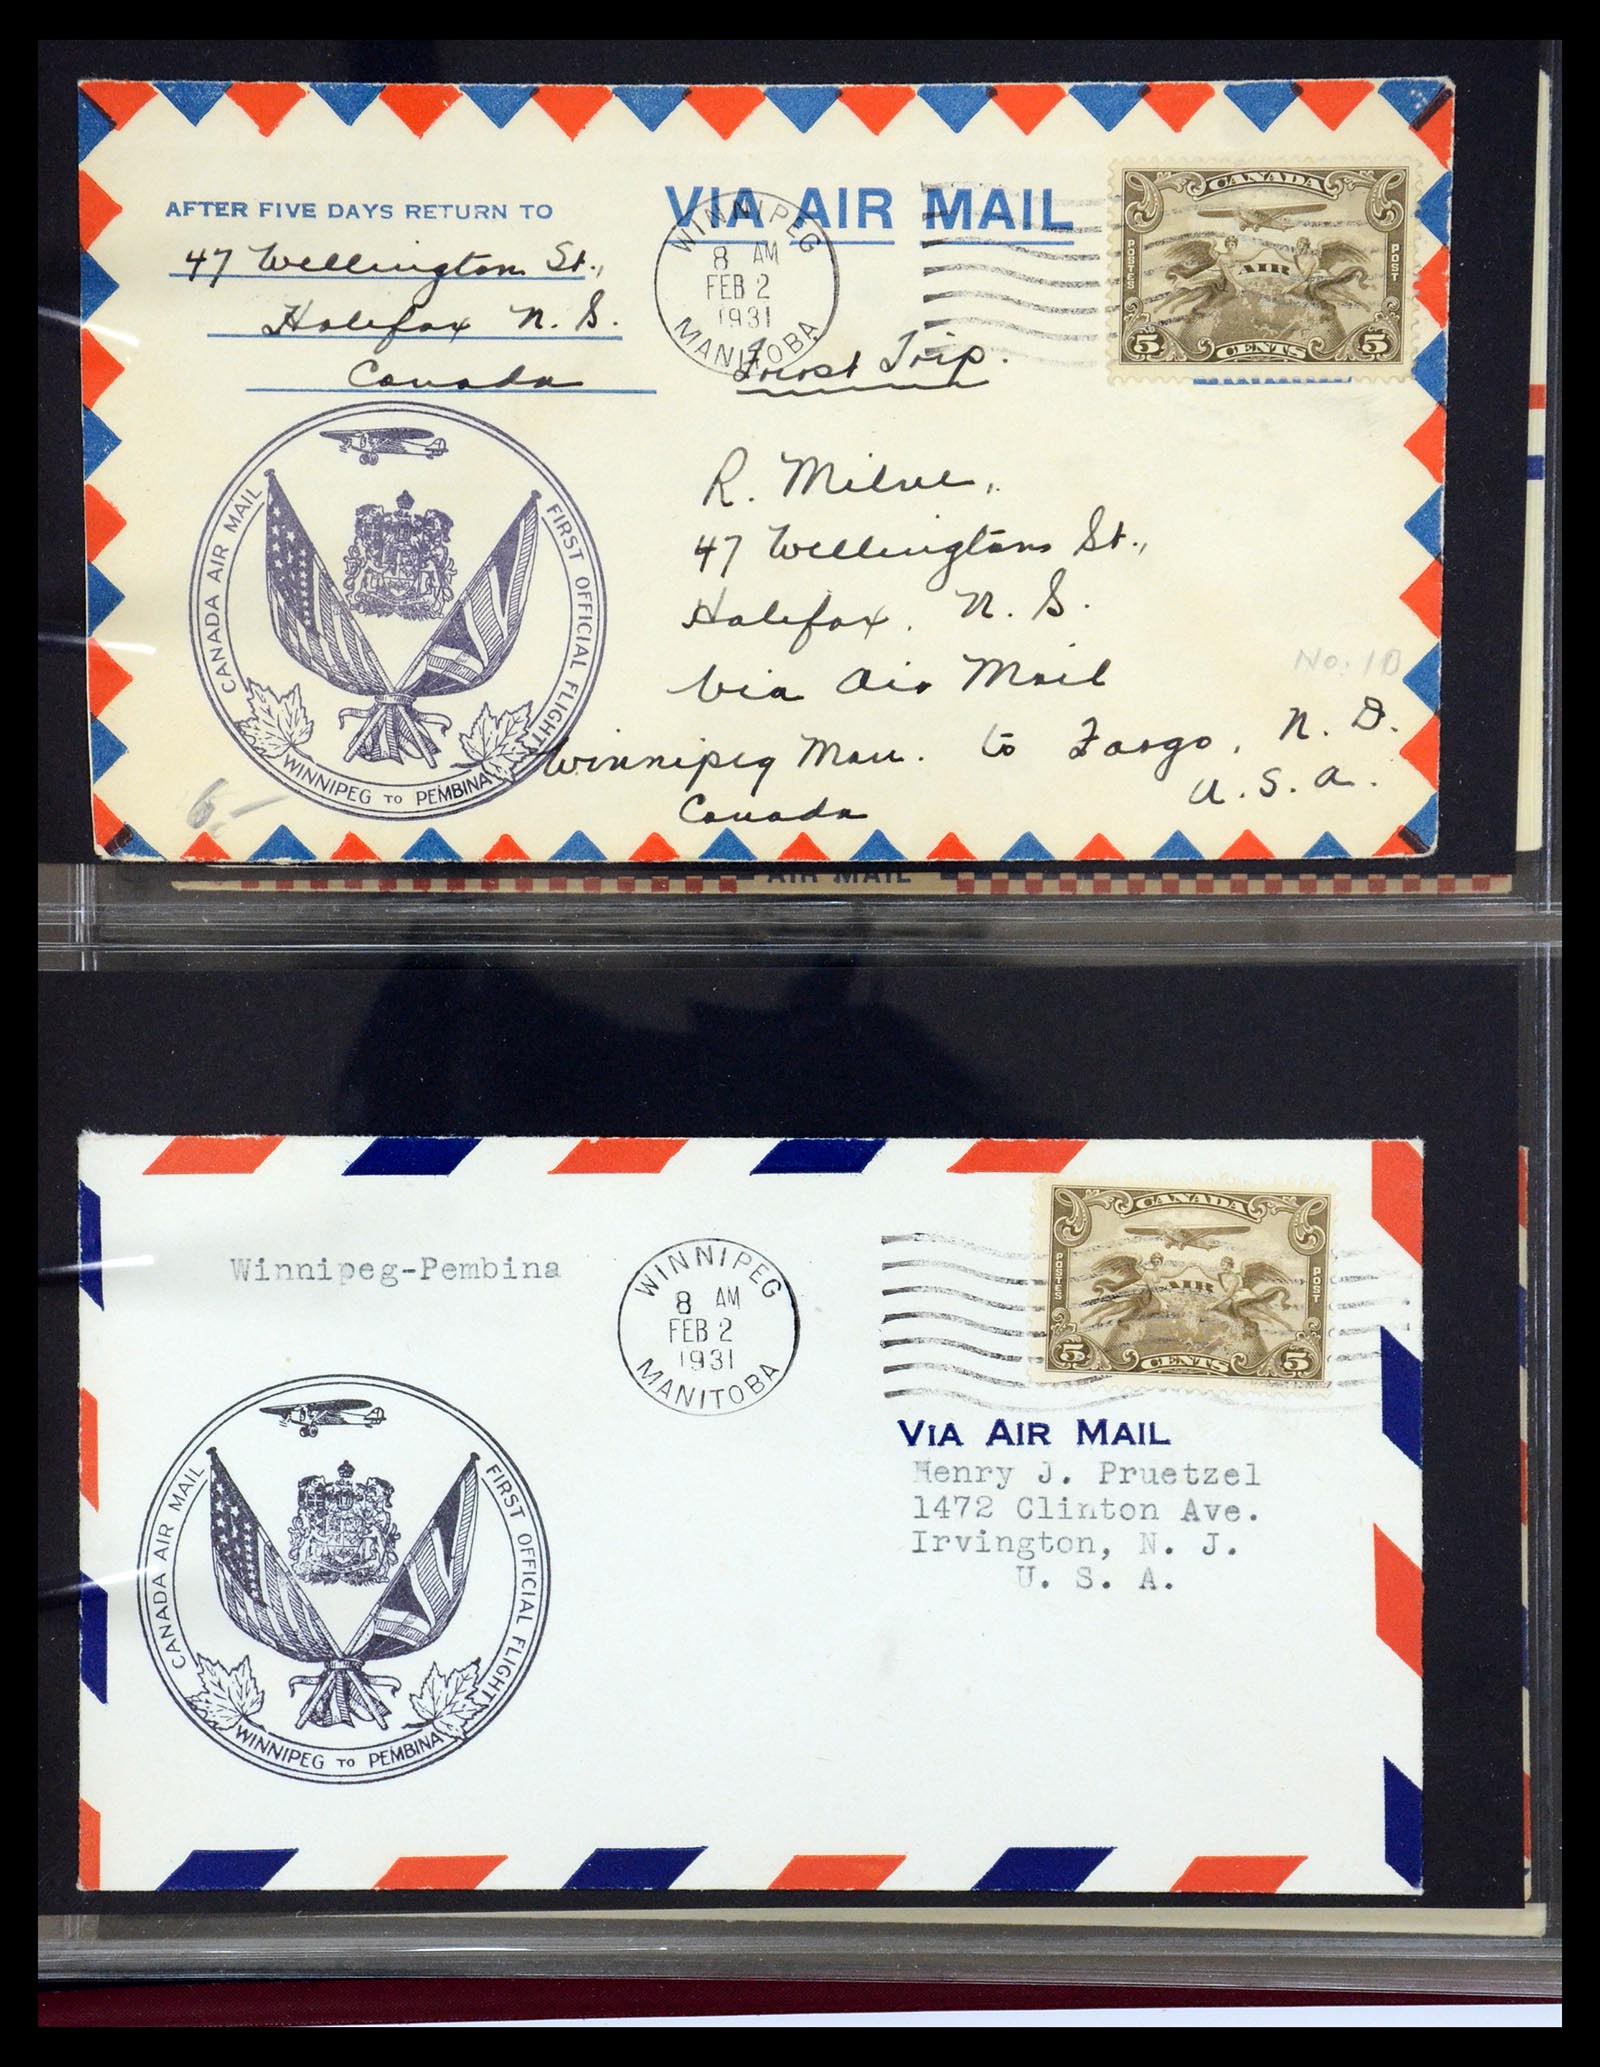 AFTER FIVE DAYS RETURN TO
47 Wellington St.,
Halifax N. S.
Canada
VIA AIR MAIL
WINNIPEG
8 AM
FEB 2
1931
MANITOBA
First Trip.
CANADA
POSTES
AIR
POST
5 CENTS 5
R. Milne,
47 Wellington St.,
Halifax, N. S.
Via Air Mail
Winnipeg Man. to Fargo, N. D.
Canada U. S. A.
No. 10
CANADA AIR MAIL
FIRST OFFICIAL FLIGHT
WINNIPEG TO PEMBINA
6.-
AIR MAIL
Winnipeg-Pembina
WINNIPEG
8 AM
FEB 2
1931
MANITOBA
CANADA
POSTES
AIR
POST
5 CENTS 5
VIA AIR MAIL
Henry J. Pruetzel
1472 Clinton Ave.
Irvington, N. J.
U. S. A.
CANADA AIR MAIL
FIRST OFFICIAL FLIGHT
WINNIPEG TO PEMBINA